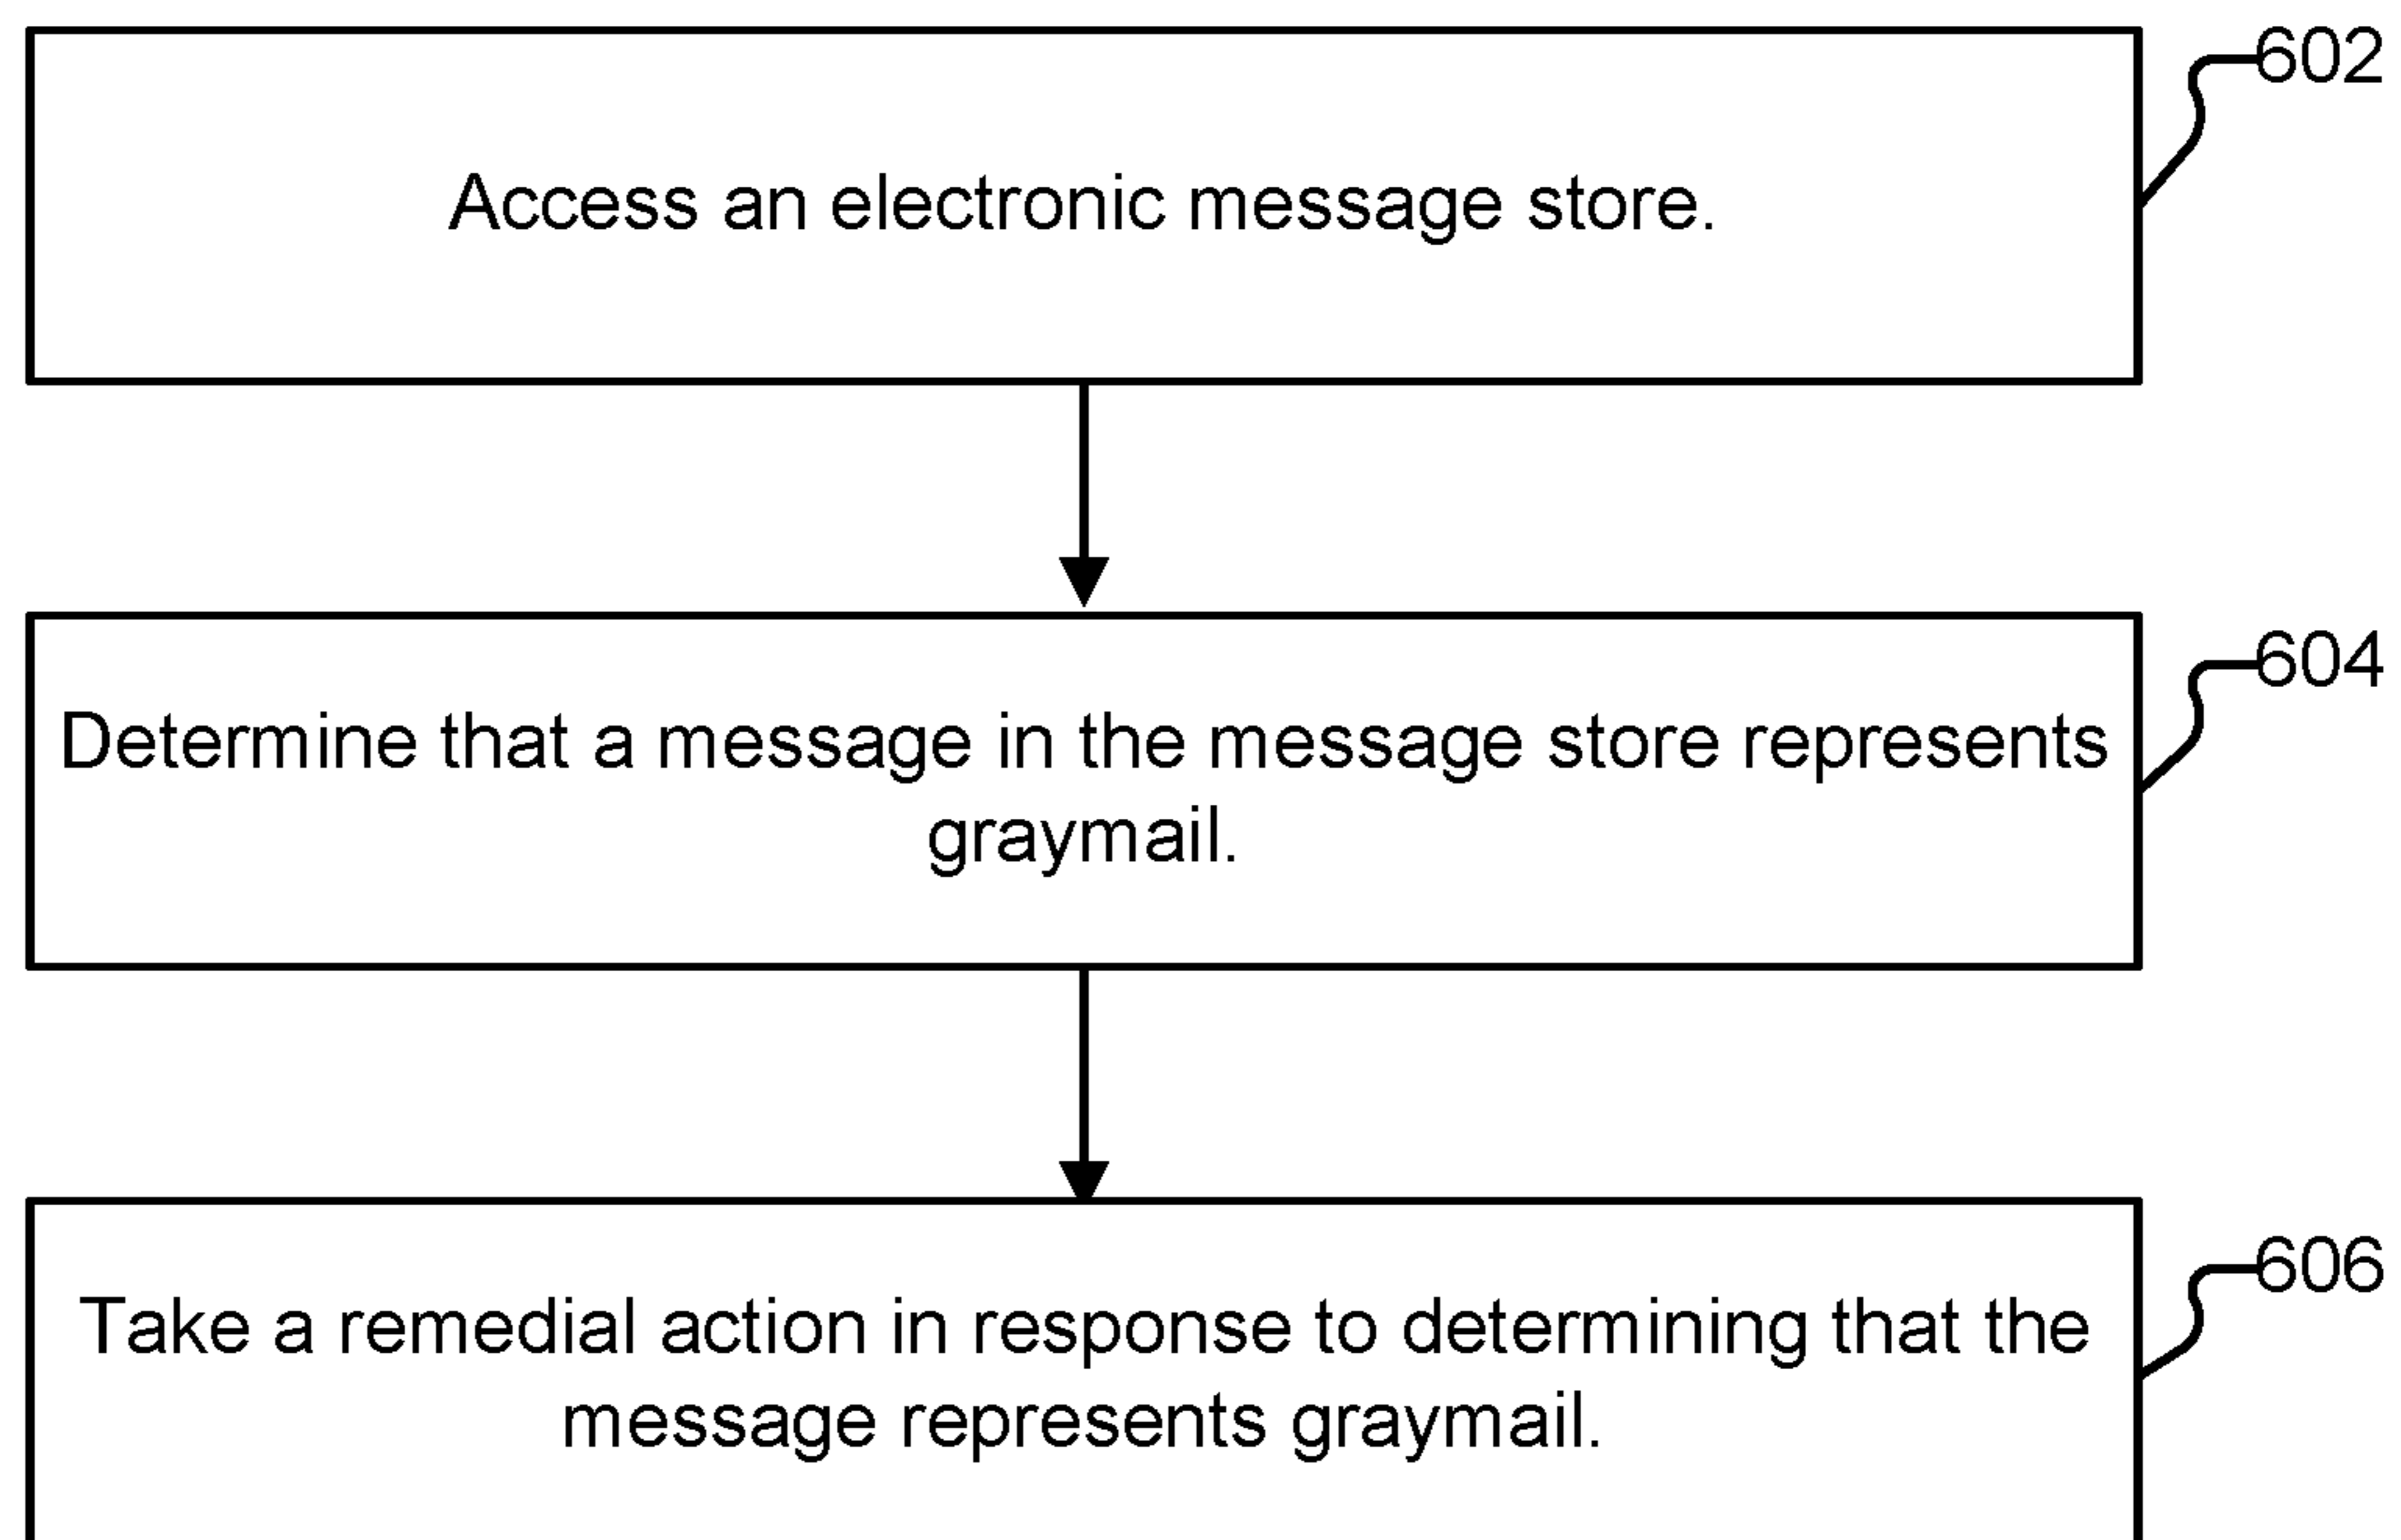 602
Access an electronic message store.
604
Determine that a message in the message store represents
graymail.
606
Take a remedial action in response to determining that the
message represents graymail.